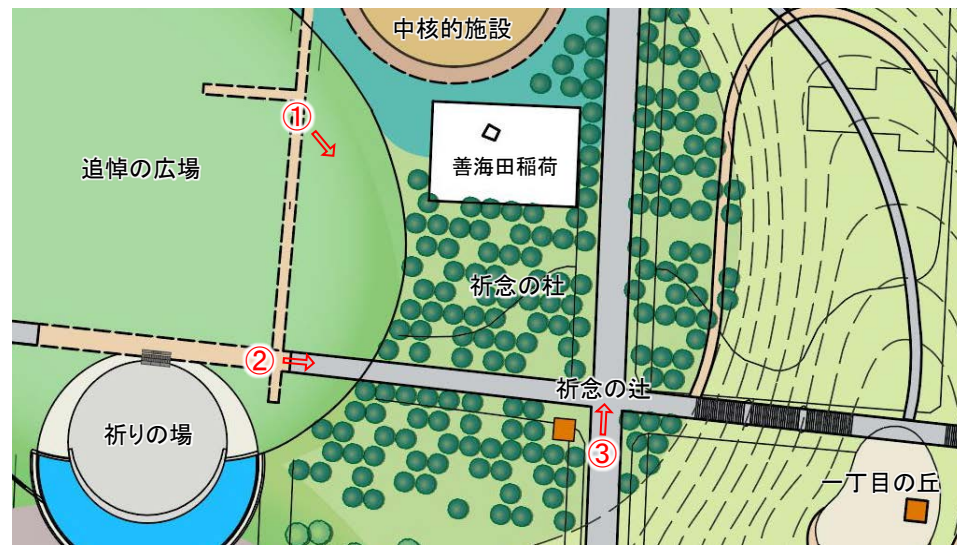 中核的施設
①
追悼の広場
善海田稲荷
祈念の杜
②
祈念の辻
祈りの場
③
一丁目の丘